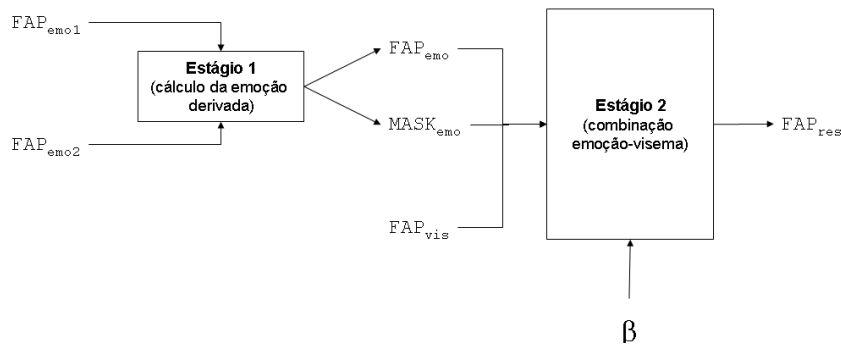 FAPemo1
Estágio 1
(cálculo da emoção
derivada)
FAPemo2
FAPemo
MASKemo
FAPvis
Estágio 2
(combinação
emoção-visema)
FAPres
β